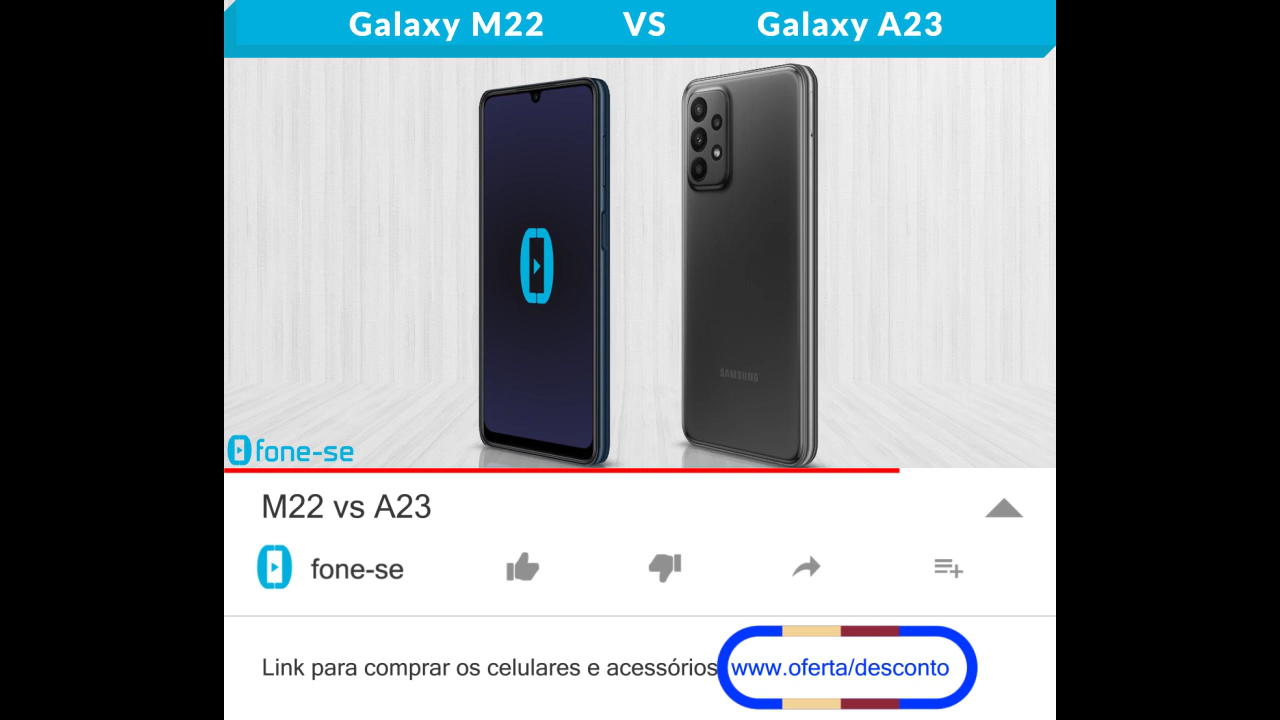 Galaxy M22 VS Galaxy A23
SAMSUNG
fone-se
M22 vs A23
fone-se
Link para comprar os celulares e acessórios www.oferta/desconto